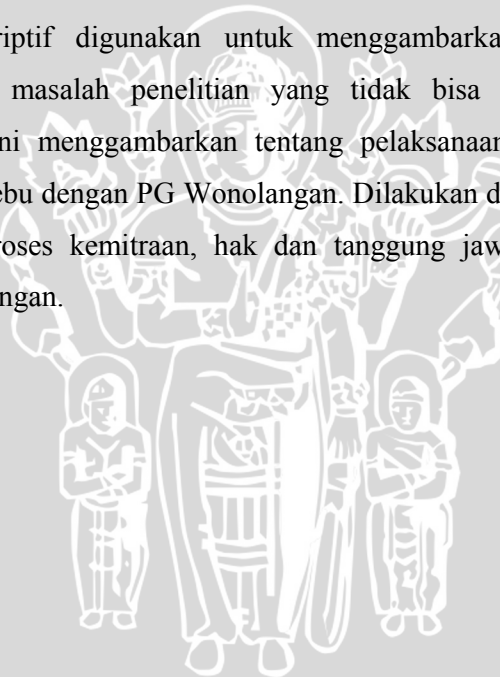 riptif digunakan untuk menggambarka
masalah penelitian yang tidak bisa
ni menggambarkan tentang pelaksanaan
ebu dengan PG Wonolangan. Dilakukan d
roses kemitraan, hak dan tanggung jaw
ngan.